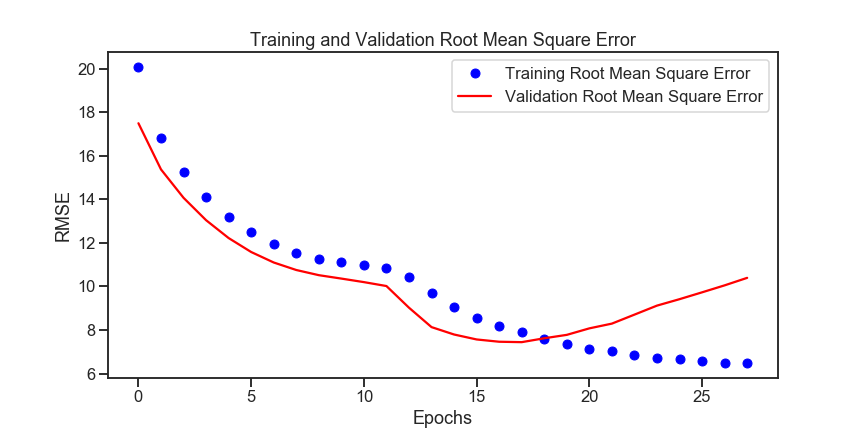 Training and Validation Root Mean Square Error
Training Root Mean Square Error
Validation Root Mean Square Error
RMSE
20
18
16
14
12
10
8
6
0 5 10 15 20 25
Epochs